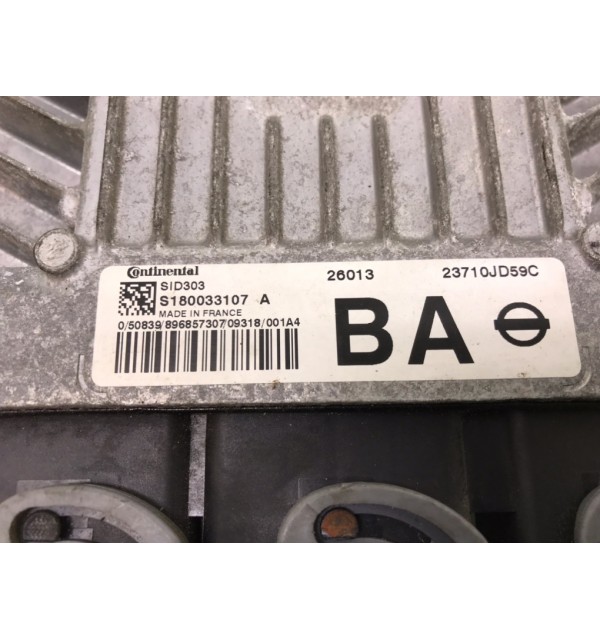 Continental 26013 23710JD59C
SID303
S180033107 A
MADE IN FRANCE
0/50839/896857307/09318/001A4
BA